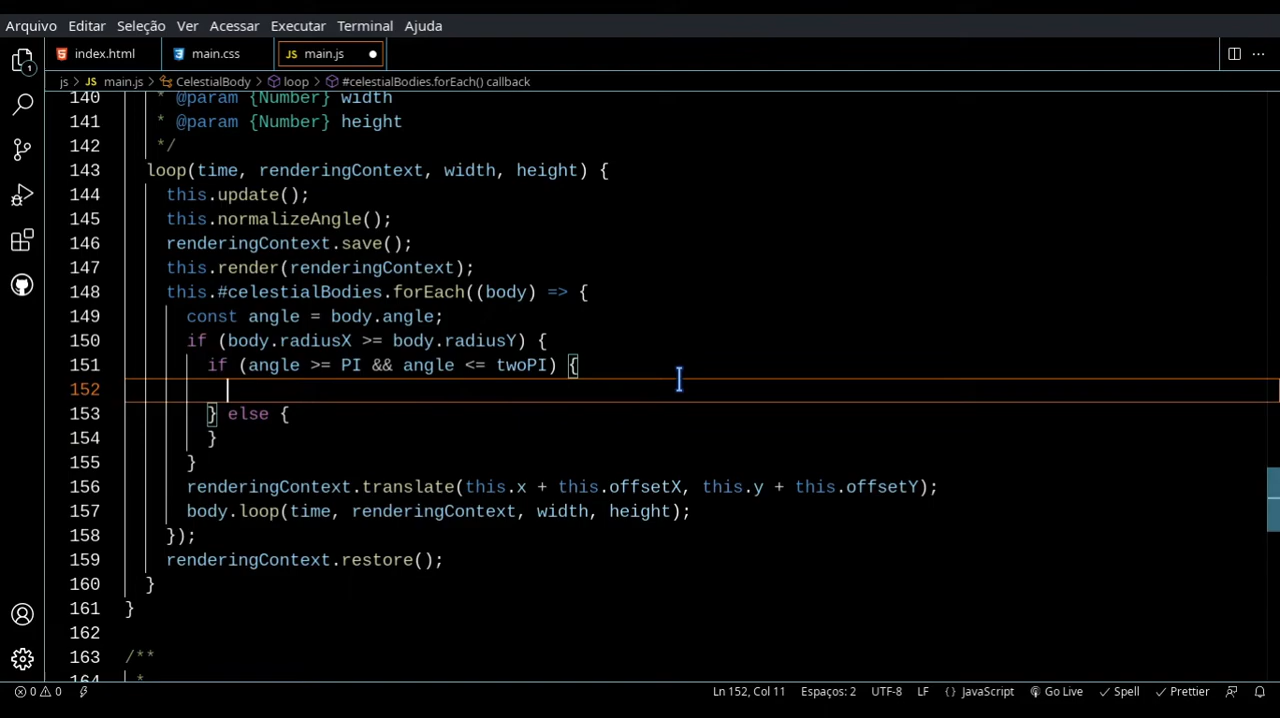 Arquivo Editar Seleção Ver Acessar Executar Terminal Ajuda
1 index.html main.css JS main.js
js > JS main.js > CelestialBody > loop > #celestialBodies.forEach() callback
140 * @param {Number} width
141 * @param {Number} height
142 */
143 loop(time, renderingContext, width, height) {
144 this.update();
145 this.normalizeAngle();
146 renderingContext.save();
147 this.render(renderingContext);
148 this.#celestialBodies.forEach((body) => {
149 const angle = body.angle;
150 if (body.radiusX >= body.radiusY) {
151 if (angle >= PI && angle <= twoPI) {
152
153 } else {
154 }
155 }
156 renderingContext.translate(this.x + this.offsetX, this.y + this.offsetY);
157 body.loop(time, renderingContext, width, height);
158 });
159 renderingContext.restore();
160 }
161 }
162
163 /**
164 *
0 0 Ln 152, Col 11 Espaços: 2 UTF-8 LF {} JavaScript Go Live Spell Prettier